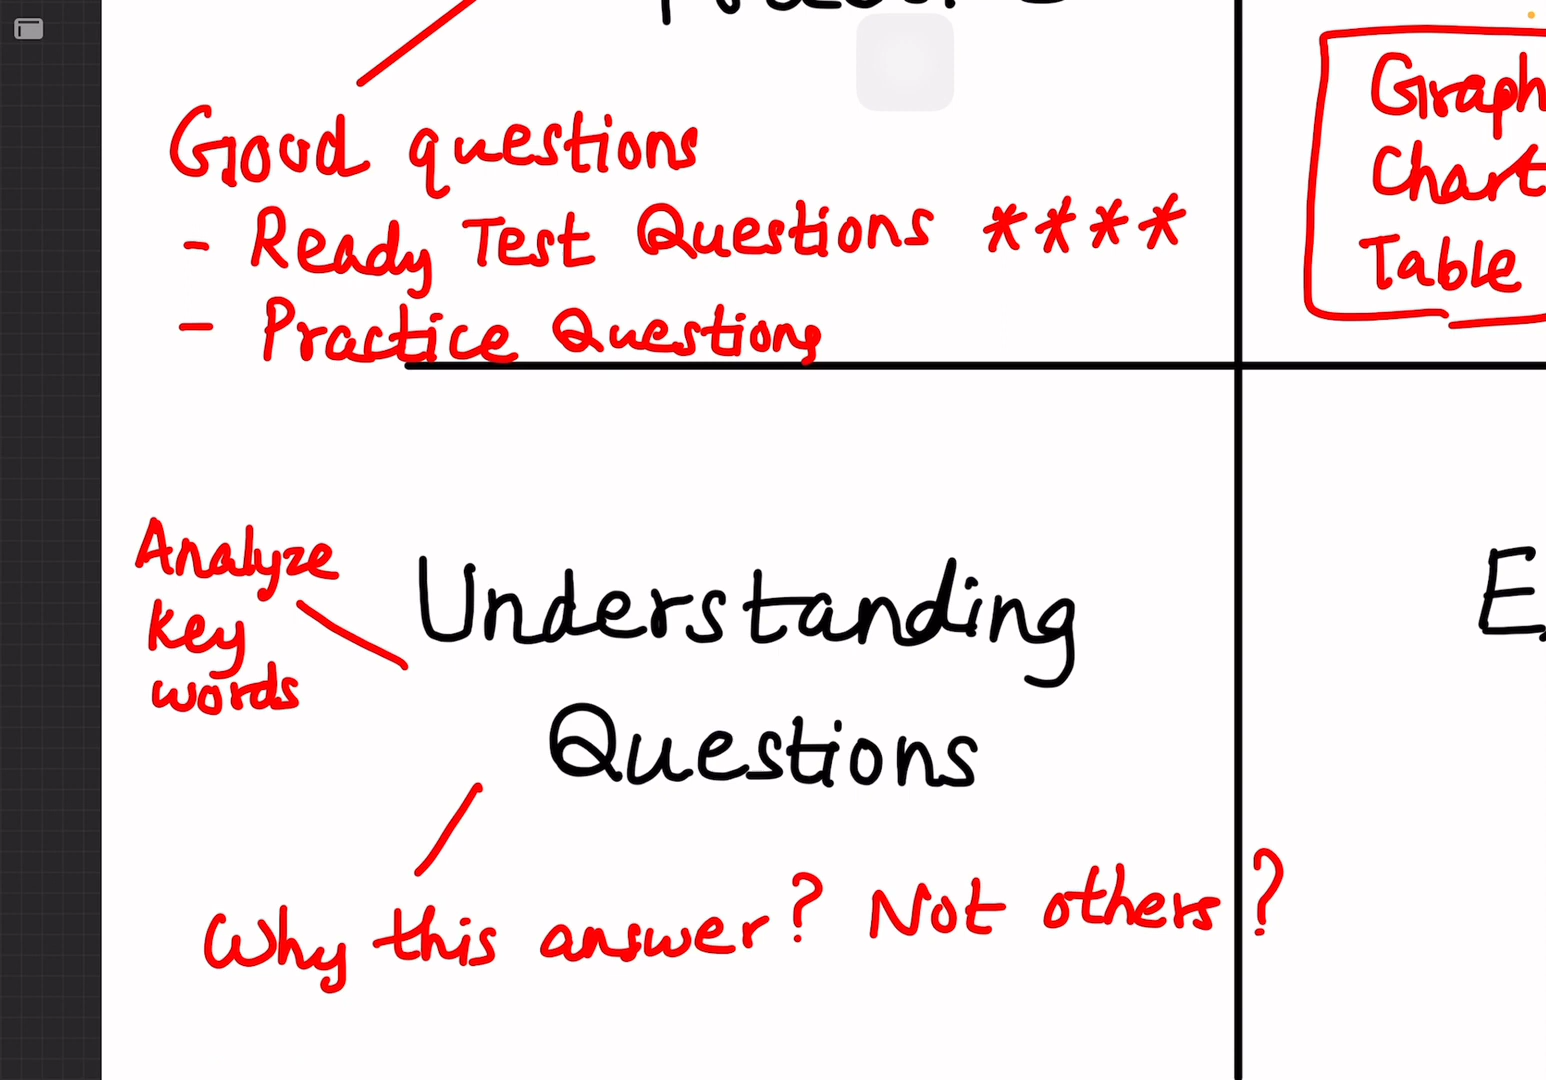 Good questions
- Ready Test Questions ****
- Practice Questions
Graph
Chart
Table
Analyze
key
words
Understanding
Questions
Why this answer? Not others?
E